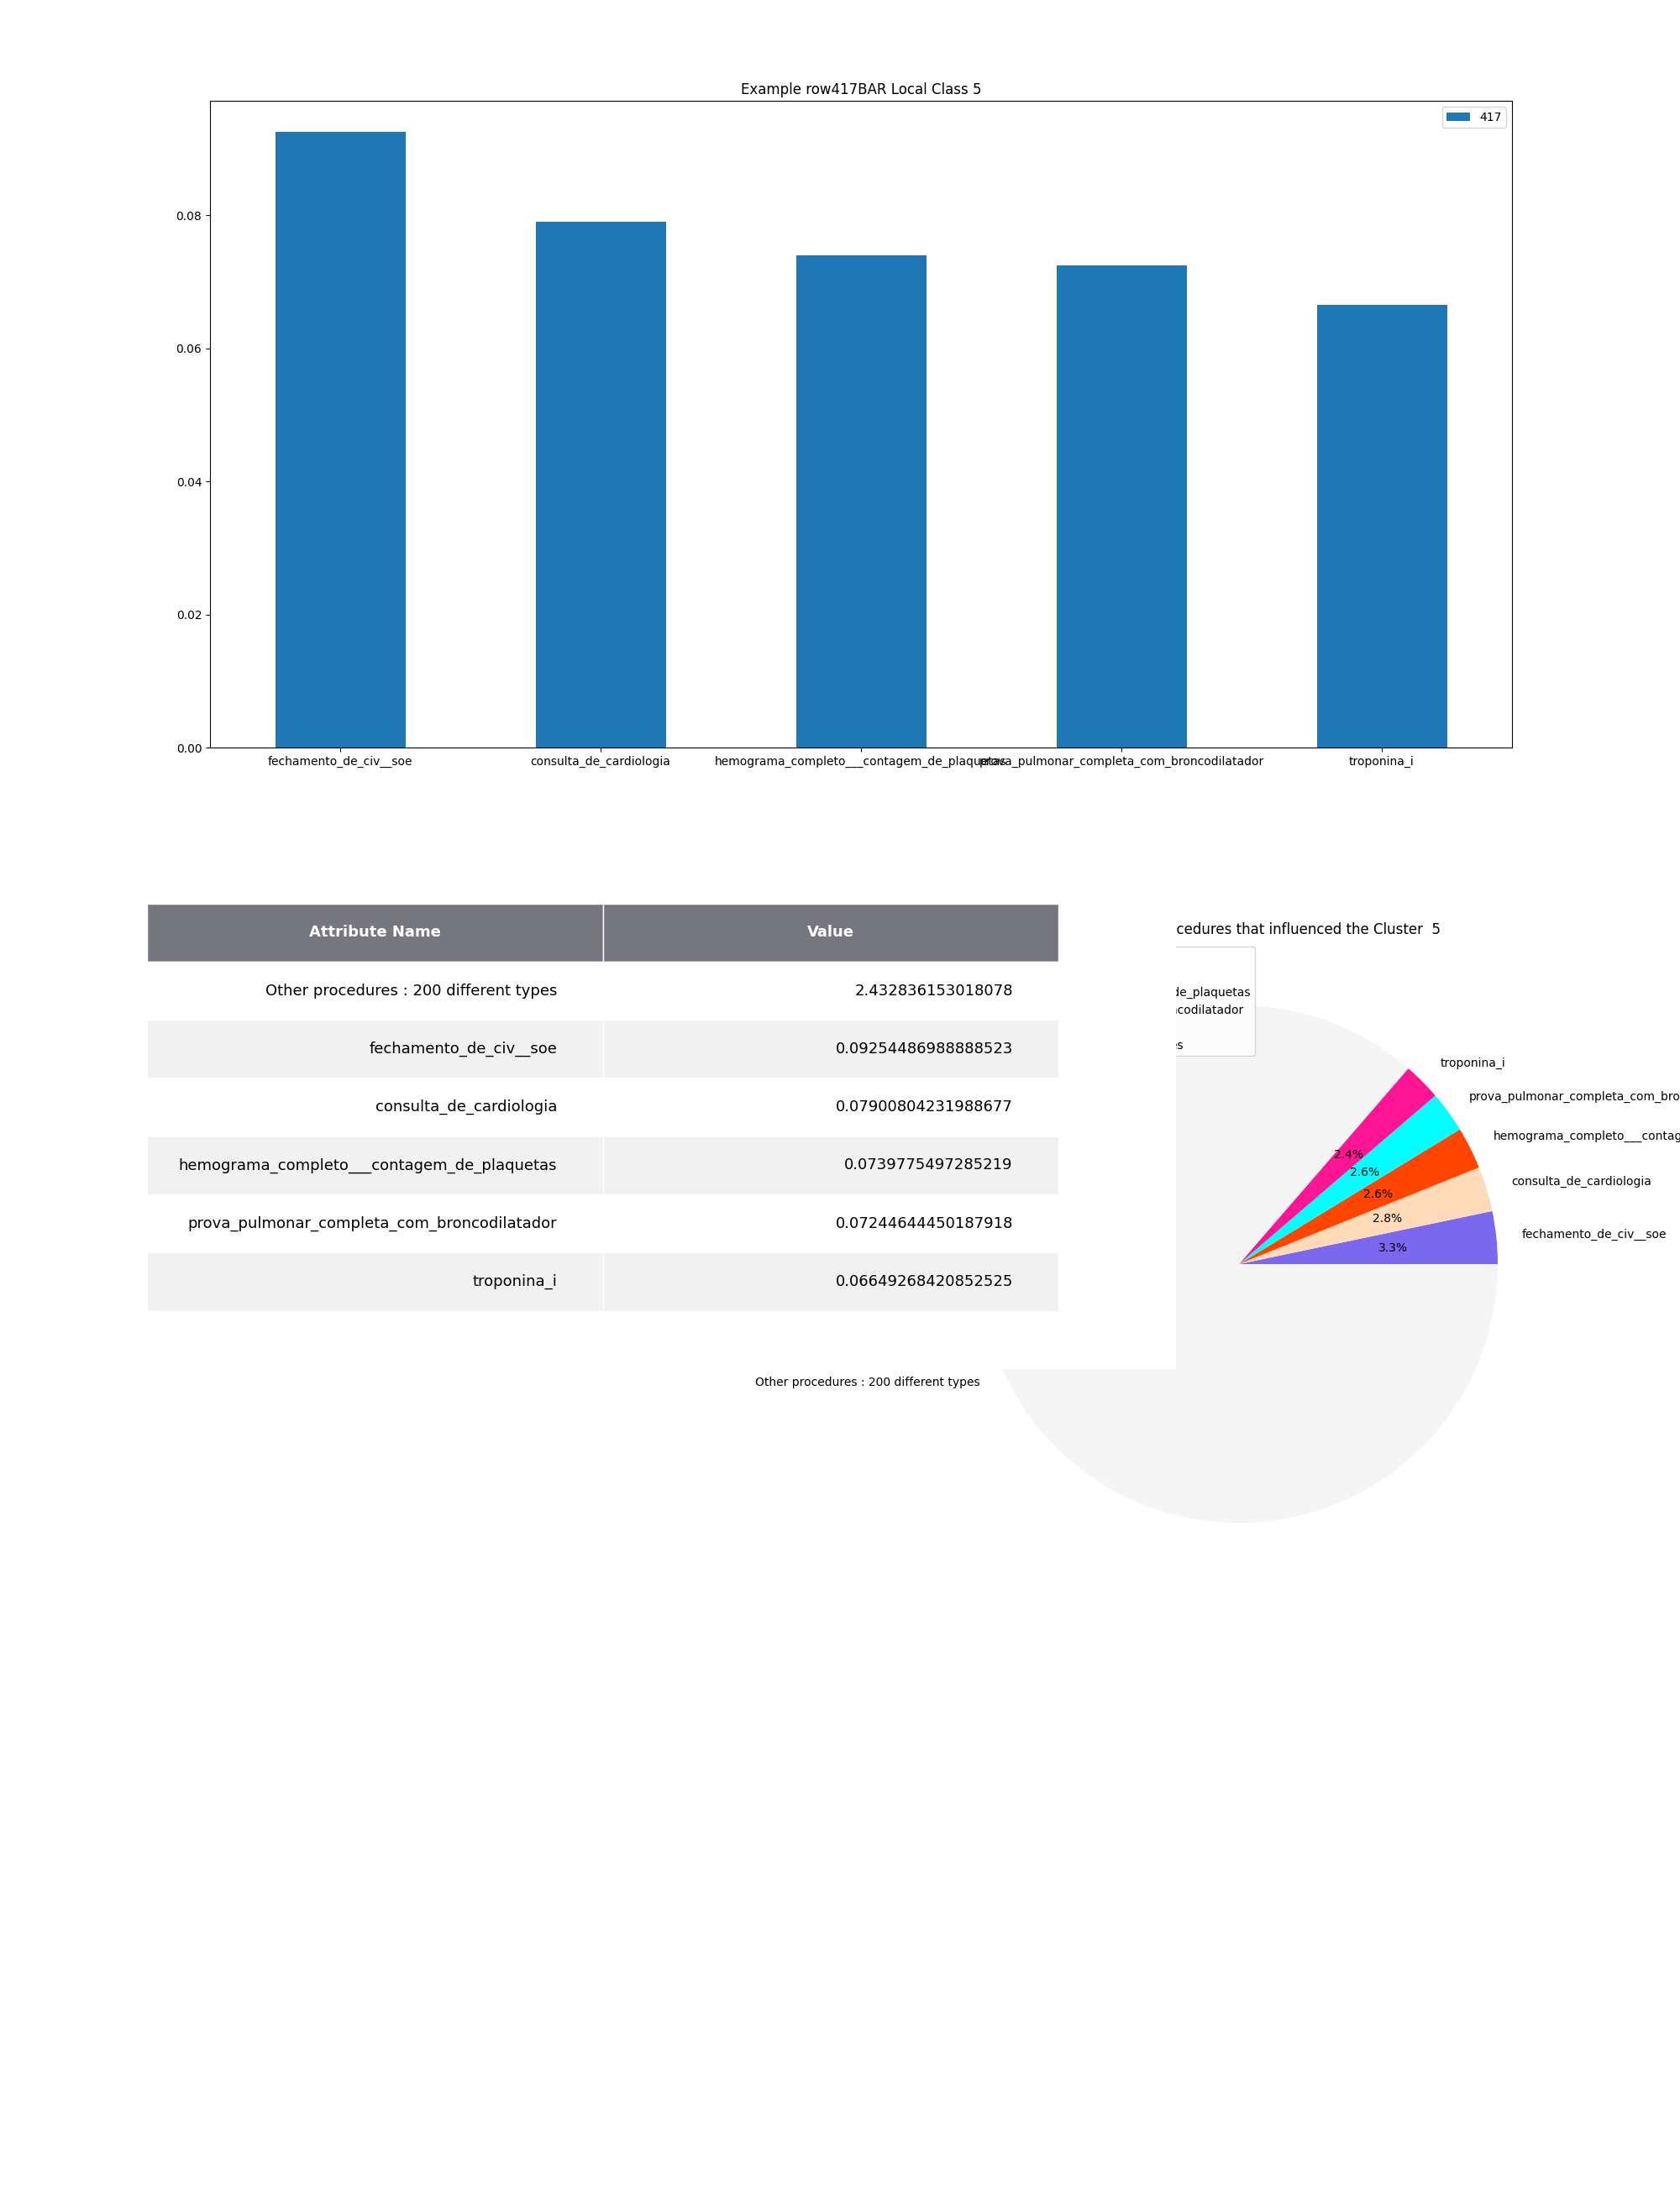 Example row417BAR Local Class 5
417
0.08
0.06
0.04
0.02
0.00
fechamento_de_civ__soe
consulta_de_cardiologia
hemograma_completo___contagem_de_plaquetas
prova_pulmonar_completa_com_broncodilatador
troponina_i
Attribute Name Value
Other procedures : 200 different types 2.432836153018078
fechamento_de_civ__soe 0.09254486988888523
consulta_de_cardiologia 0.07900804231988677
hemograma_completo___contagem_de_plaquetas 0.0739775497285219
prova_pulmonar_completa_com_broncodilatador 0.07244644450187918
troponina_i 0.06649268420852525
cedures that influenced the Cluster  5
de_plaquetas
ncodilatador
s
troponina_i
prova_pulmonar_completa_com_bro
hemograma_completo___contag
consulta_de_cardiologia
fechamento_de_civ__soe
2.4%
2.6%
2.6%
2.8%
3.3%
Other procedures : 200 different types